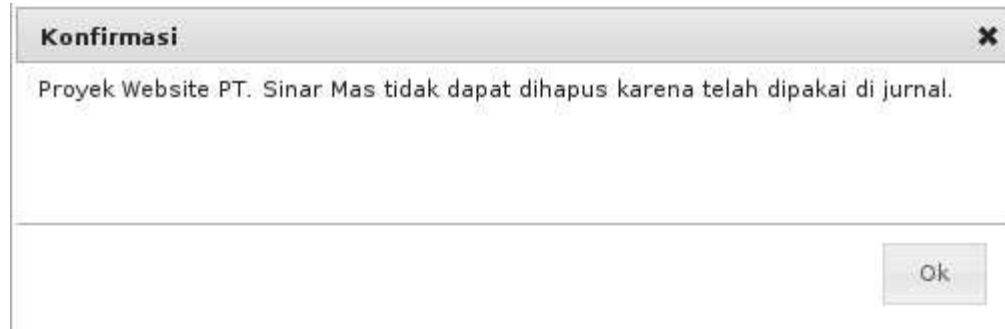 Konfirmasi
Proyek Website PT. Sinar Mas tidak dapat dihapus karena telah dipakai di jurnal.
Ok